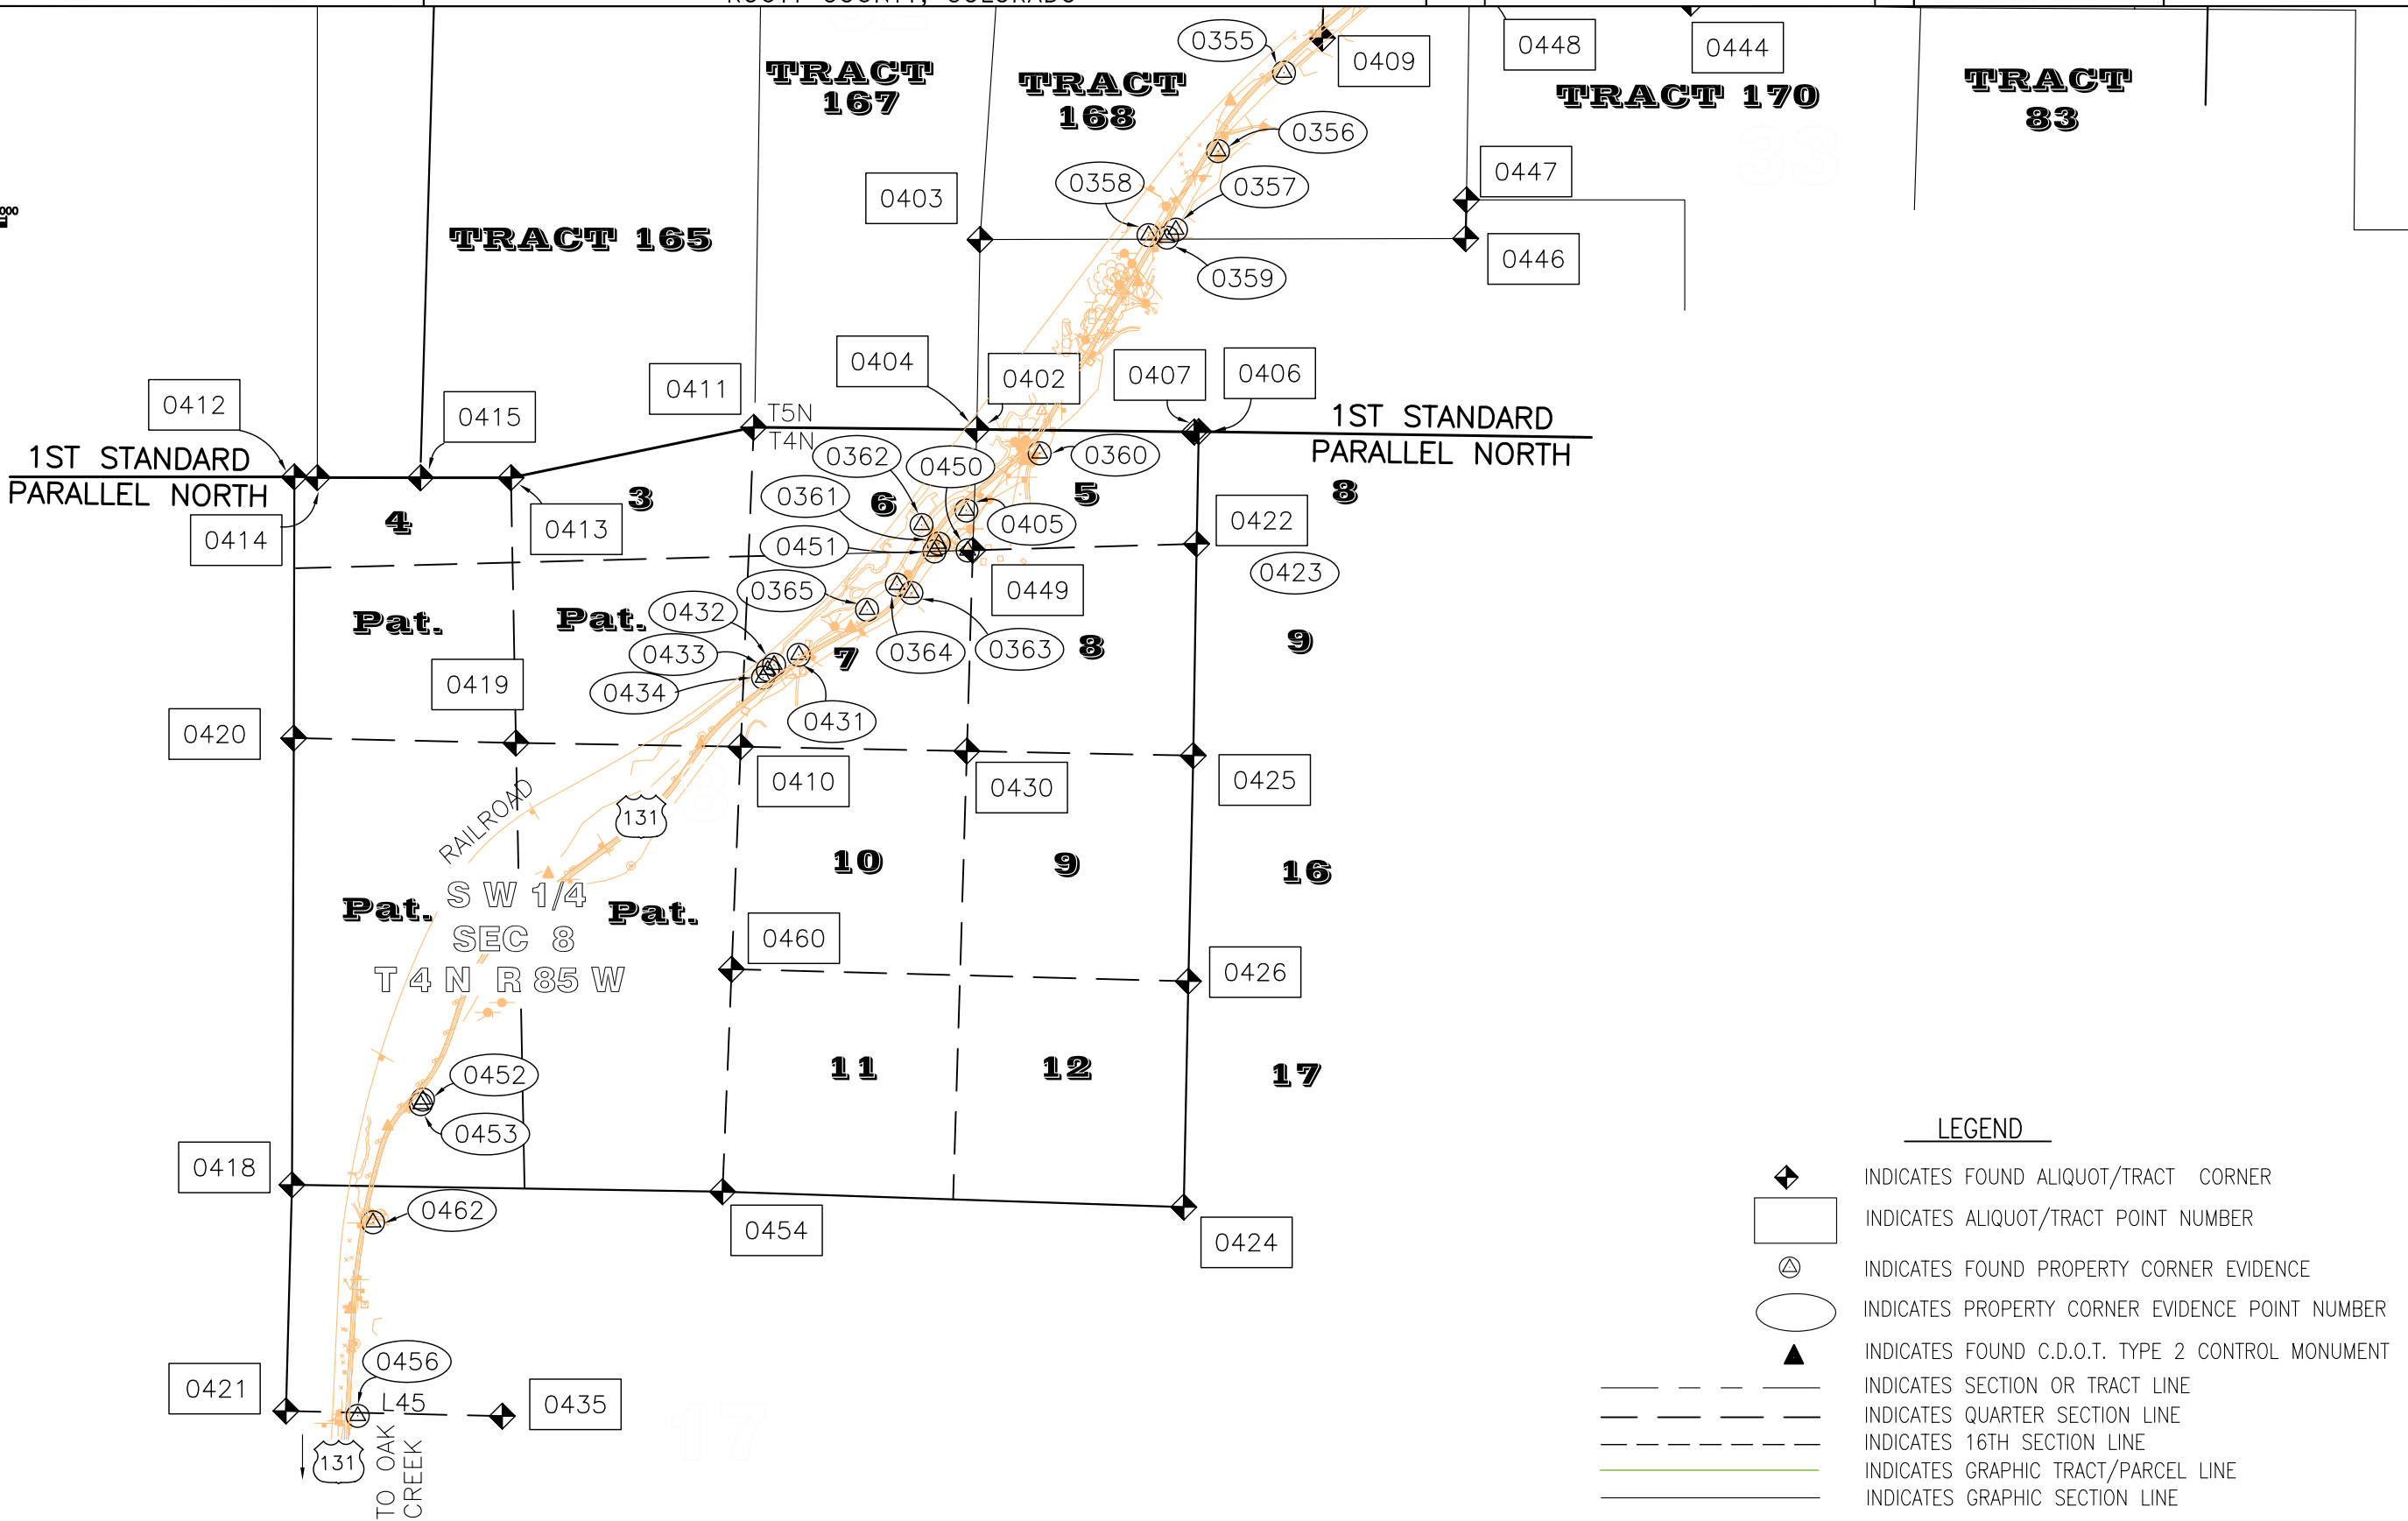 ROUTT COUNTY, COLORADO
0355
0409
0448
0444
TRACT
167
TRACT
168
TRACT 170
TRACT
83
0356
0358
0357
0447
0403
TRACT 165
0359
0446
0404
0402
0407
0406
0412
0415
0411
T5N
T4N
1ST STANDARD
PARALLEL NORTH
1ST STANDARD
PARALLEL NORTH
0362
0450
0360
0414
4
0413
3
0361
6
5
8
0405
0422
0451
0423
0449
0365
Pat.
Pat.
0432
0433
0434
7
0364
0363
8
9
0419
0431
0420
0410
0430
0425
RAILROAD
131
10
9
16
Pat.
S W 1/4
SEC 8
T 4 N R 85 W
Pat.
0460
0426
0452
0453
11
12
17
0418
0462
0454
0424
0456
0421
L45
0435
131
TO OAK
CREEK
LEGEND
INDICATES FOUND ALIQUOT/TRACT CORNER
INDICATES ALIQUOT/TRACT POINT NUMBER
INDICATES FOUND PROPERTY CORNER EVIDENCE
INDICATES PROPERTY CORNER EVIDENCE POINT NUMBER
INDICATES FOUND C.D.O.T. TYPE 2 CONTROL MONUMENT
INDICATES SECTION OR TRACT LINE
INDICATES QUARTER SECTION LINE
INDICATES 16TH SECTION LINE
INDICATES GRAPHIC TRACT/PARCEL LINE
INDICATES GRAPHIC SECTION LINE